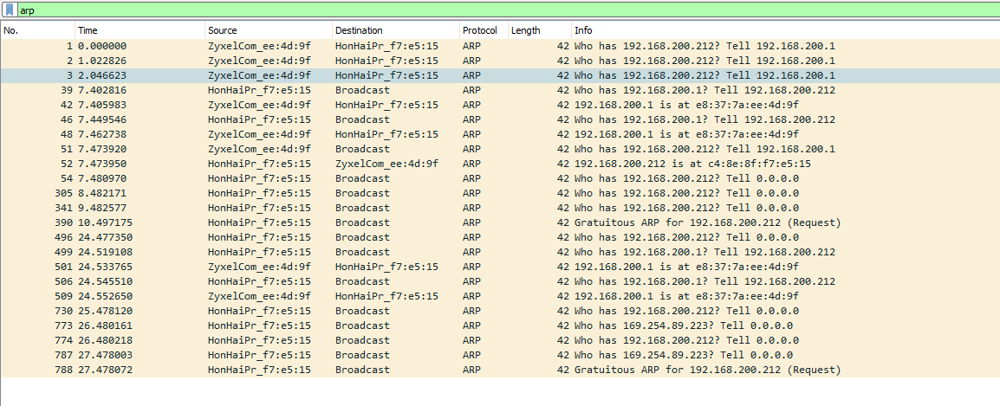 arp
No. Time Source Destination Protocol Length Info
1 0.000000 ZyxelCom_ee:4d:9f HonHaiPr_f7:e5:15 ARP 42 Who has 192.168.200.212? Tell 192.168.200.1
2 1.022826 ZyxelCom_ee:4d:9f HonHaiPr_f7:e5:15 ARP 42 Who has 192.168.200.212? Tell 192.168.200.1
3 2.046623 ZyxelCom_ee:4d:9f HonHaiPr_f7:e5:15 ARP 42 Who has 192.168.200.212? Tell 192.168.200.1
39 7.402816 HonHaiPr_f7:e5:15 Broadcast ARP 42 Who has 192.168.200.1? Tell 192.168.200.212
42 7.405983 ZyxelCom_ee:4d:9f HonHaiPr_f7:e5:15 ARP 42 192.168.200.1 is at e8:37:7a:ee:4d:9f
46 7.449546 HonHaiPr_f7:e5:15 Broadcast ARP 42 Who has 192.168.200.1? Tell 192.168.200.212
48 7.462738 ZyxelCom_ee:4d:9f HonHaiPr_f7:e5:15 ARP 42 192.168.200.1 is at e8:37:7a:ee:4d:9f
51 7.473920 ZyxelCom_ee:4d:9f Broadcast ARP 42 Who has 192.168.200.212? Tell 192.168.200.1
52 7.473950 HonHaiPr_f7:e5:15 ZyxelCom_ee:4d:9f ARP 42 192.168.200.212 is at c4:8e:8f:f7:e5:15
54 7.480970 HonHaiPr_f7:e5:15 Broadcast ARP 42 Who has 192.168.200.212? Tell 0.0.0.0
305 8.482171 HonHaiPr_f7:e5:15 Broadcast ARP 42 Who has 192.168.200.212? Tell 0.0.0.0
341 9.482577 HonHaiPr_f7:e5:15 Broadcast ARP 42 Who has 192.168.200.212? Tell 0.0.0.0
390 10.497175 HonHaiPr_f7:e5:15 Broadcast ARP 42 Gratuitous ARP for 192.168.200.212 (Request)
496 24.477350 HonHaiPr_f7:e5:15 Broadcast ARP 42 Who has 192.168.200.212? Tell 0.0.0.0
499 24.519108 HonHaiPr_f7:e5:15 Broadcast ARP 42 Who has 192.168.200.1? Tell 192.168.200.212
501 24.533765 ZyxelCom_ee:4d:9f HonHaiPr_f7:e5:15 ARP 42 192.168.200.1 is at e8:37:7a:ee:4d:9f
506 24.545510 HonHaiPr_f7:e5:15 Broadcast ARP 42 Who has 192.168.200.1? Tell 192.168.200.212
509 24.552650 ZyxelCom_ee:4d:9f HonHaiPr_f7:e5:15 ARP 42 192.168.200.1 is at e8:37:7a:ee:4d:9f
730 25.478120 HonHaiPr_f7:e5:15 Broadcast ARP 42 Who has 192.168.200.212? Tell 0.0.0.0
773 26.480161 HonHaiPr_f7:e5:15 Broadcast ARP 42 Who has 169.254.89.223? Tell 0.0.0.0
774 26.480218 HonHaiPr_f7:e5:15 Broadcast ARP 42 Who has 192.168.200.212? Tell 0.0.0.0
787 27.478003 HonHaiPr_f7:e5:15 Broadcast ARP 42 Who has 169.254.89.223? Tell 0.0.0.0
788 27.478072 HonHaiPr_f7:e5:15 Broadcast ARP 42 Gratuitous ARP for 192.168.200.212 (Request)